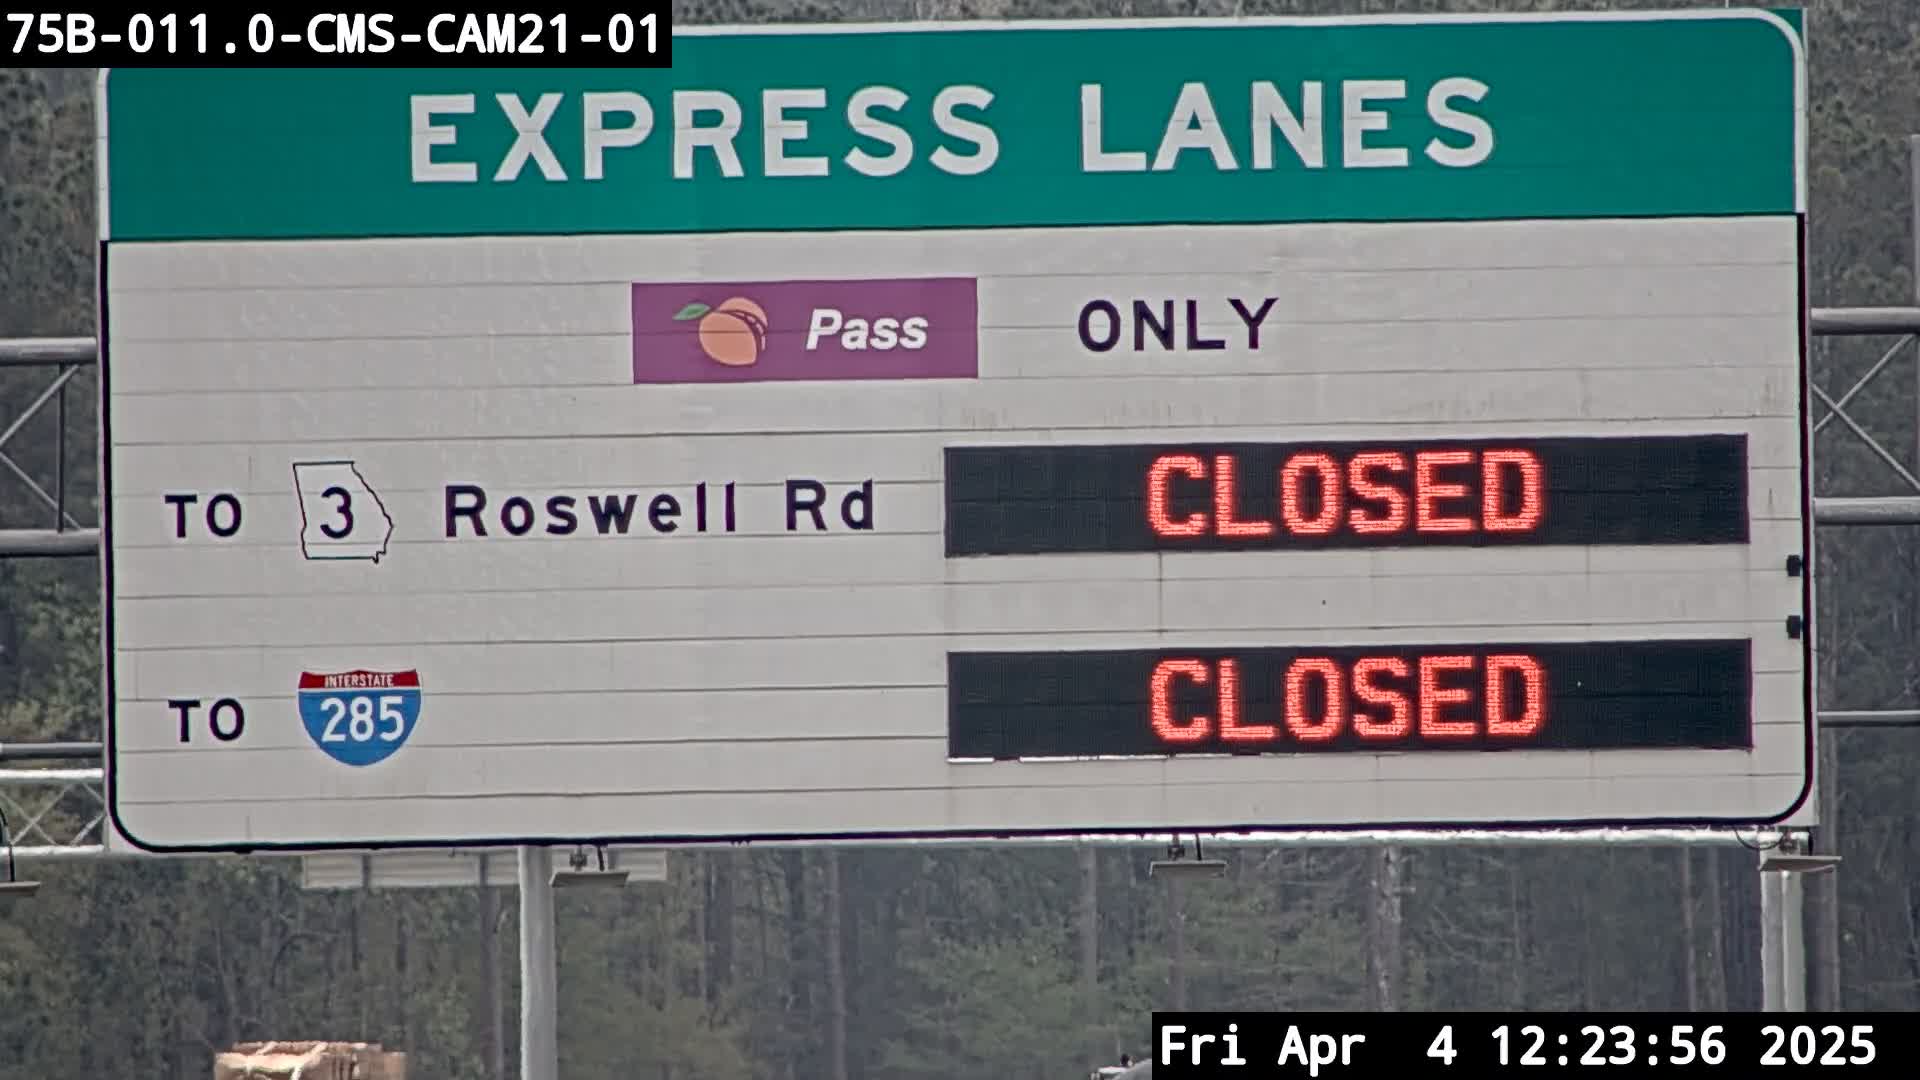 75B-011.0-CMS-CAM21-01
EXPRESS LANES
Pass ONLY
TO 3 Roswell Rd CLOSED
TO INTERSTATE 285 CLOSED
Fri Apr 4 12:23:56 2025